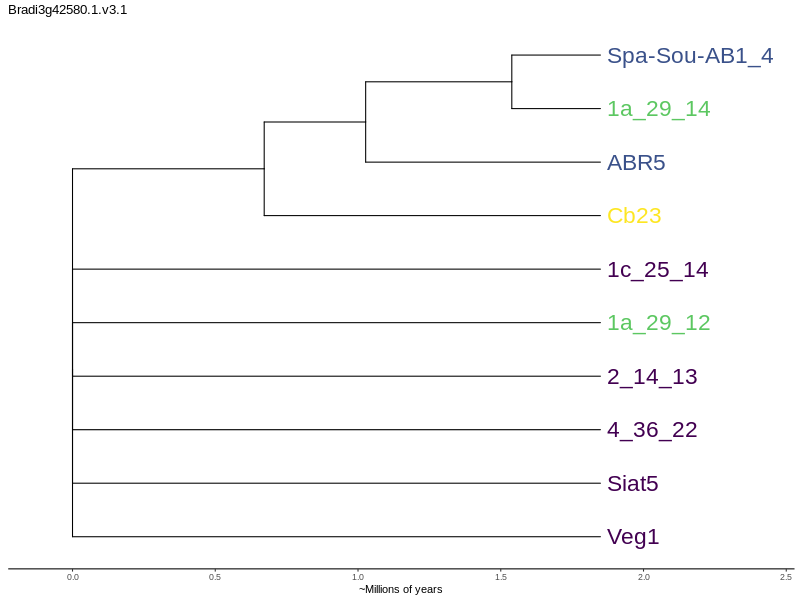 Bradi3g42580.1.v3.1
Spa-Sou-AB1_4
1a_29_14
ABR5
Cb23
1c_25_14
1a_29_12
2_14_13
4_36_22
Siat5
Veg1
0.0 0.5 1.0 1.5 2.0 2.5
~Millions of years